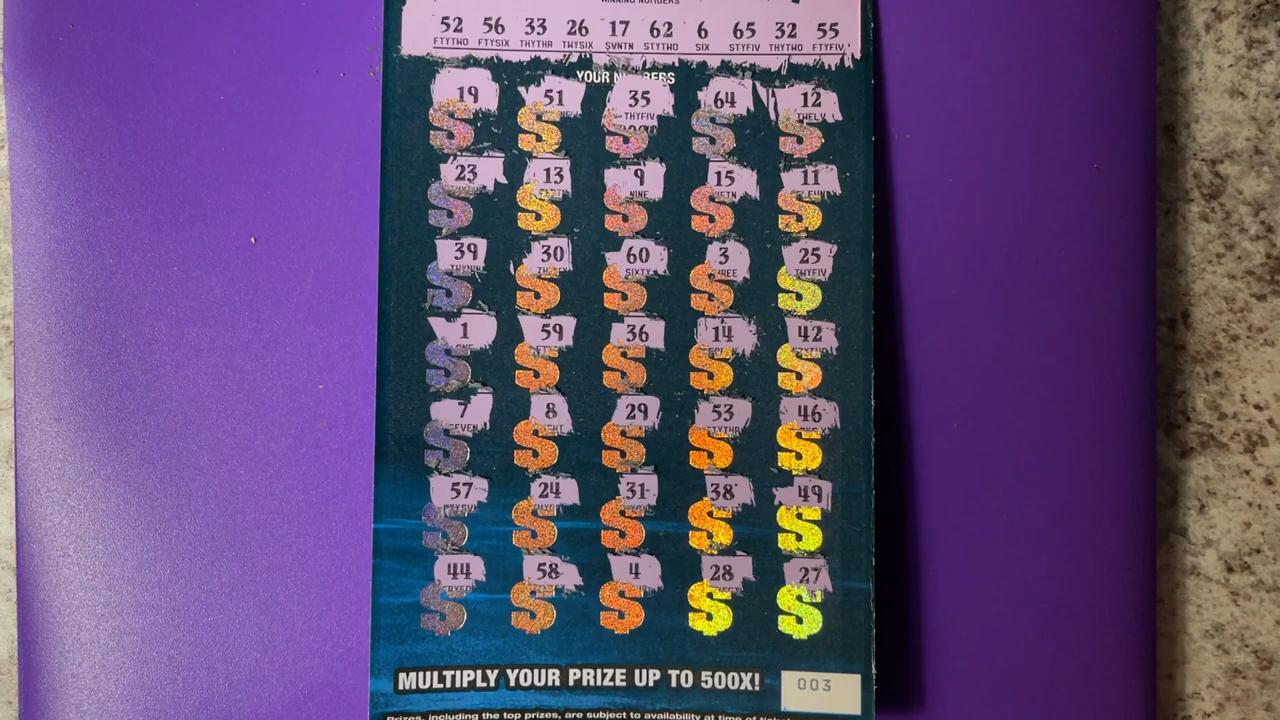 WINNING NUMBERS
52 56 33 26 17 62 6 65 32 55
FTYTWO FTYSIX THYTHR TWYSIX SVNTN STYTWO SIX STYFIV THYTWO FTYFIV
YOUR NUMBERS
19 51 35 64 12
THYFIV TWELV
23 13 9 15 11
NINE
39 30 60 3 25
SIXTY
1 59 36 14 42
7 8 29 53 46
SEVEN
57 24 31 38 49
44 58 4 28 27
MULTIPLY YOUR PRIZE UP TO 500X!
003
Prizes, including the top prizes, are subject to availability at time of